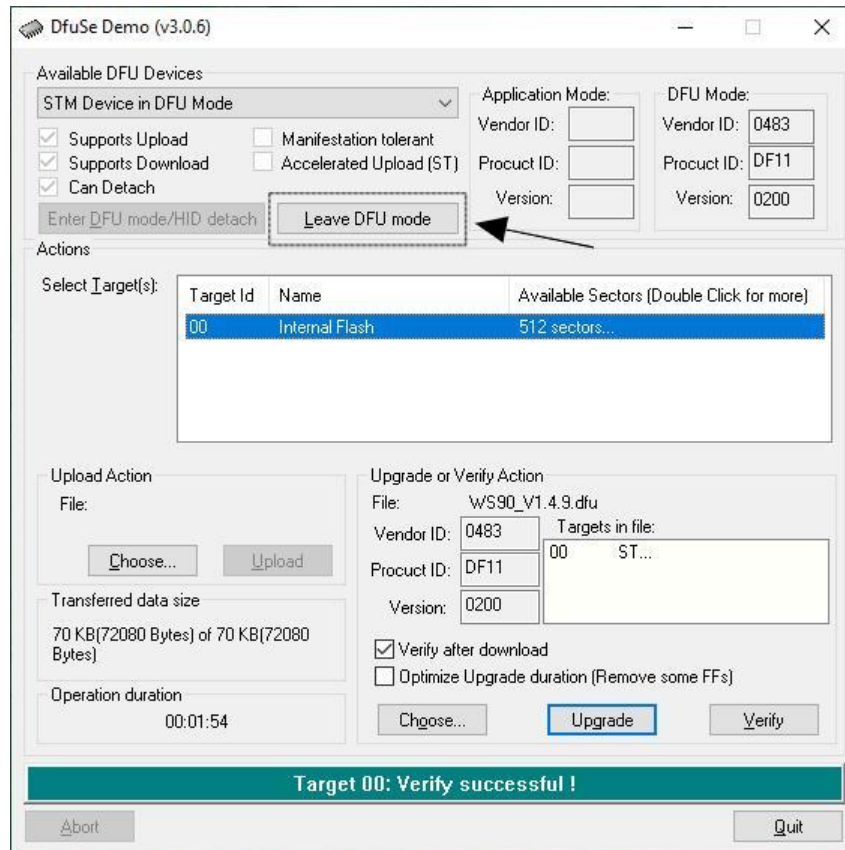 DfuSe Demo (v3.0.6)
Available DFU Devices
STM Device in DFU Mode
Supports Upload
Manifestation tolerant
Supports Download
Accelerated Upload (ST)
Can Detach
Enter DFU mode/HID detach
Leave DFU mode
Application Mode:
Vendor ID:
Procuct ID:
Version:
DFU Mode:
Vendor ID: 0483
Procuct ID: DF11
Version: 0200
Actions
Select Target(s):
Target Id Name Available Sectors (Double Click for more)
00 Internal Flash 512 sectors...
Upload Action
File:
Choose... Upload
Transferred data size
70 KB(72080 Bytes) of 70 KB(72080
Bytes)
Operation duration
00:01:54
Upgrade or Verify Action
File: WS90_V1.4.9.dfu
Vendor ID: 0483
Procuct ID: DF11
Version: 0200
Targets in file:
00 ST...
Verify after download
Optimize Upgrade duration (Remove some FFs)
Choose... Upgrade Verify
Target 00: Verify successful !
Abort Quit